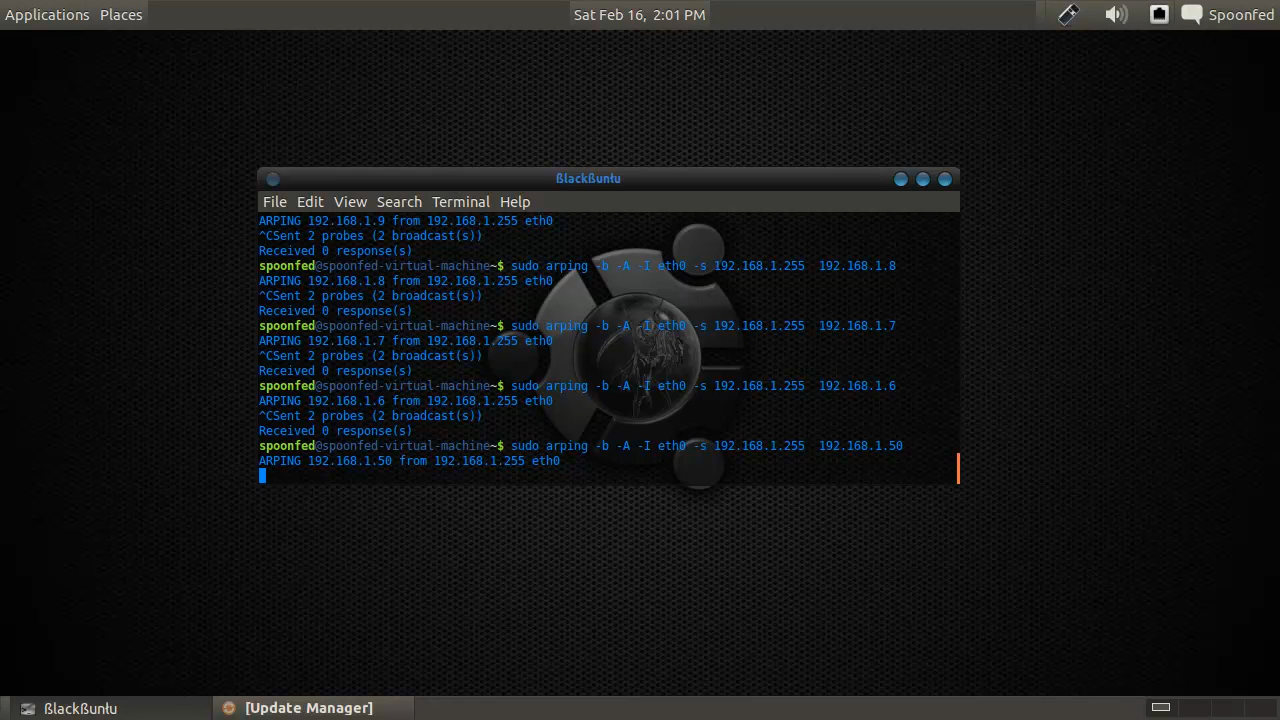 Applications Places Sat Feb 16, 2:01 PM Spoonfed
ßlackßunłu
File Edit View Search Terminal Help
ARPING 192.168.1.9 from 192.168.1.255 eth0
^CSent 2 probes (2 broadcast(s))
Received 0 response(s)
spoonfed@spoonfed-virtual-machine~$ sudo arping -b -A -I eth0 -s 192.168.1.255  192.168.1.8
ARPING 192.168.1.8 from 192.168.1.255 eth0
^CSent 2 probes (2 broadcast(s))
Received 0 response(s)
spoonfed@spoonfed-virtual-machine~$ sudo arping -b -A -I eth0 -s 192.168.1.255  192.168.1.7
ARPING 192.168.1.7 from 192.168.1.255 eth0
^CSent 2 probes (2 broadcast(s))
Received 0 response(s)
spoonfed@spoonfed-virtual-machine~$ sudo arping -b -A -I eth0 -s 192.168.1.255  192.168.1.6
ARPING 192.168.1.6 from 192.168.1.255 eth0
^CSent 2 probes (2 broadcast(s))
Received 0 response(s)
spoonfed@spoonfed-virtual-machine~$ sudo arping -b -A -I eth0 -s 192.168.1.255  192.168.1.50
ARPING 192.168.1.50 from 192.168.1.255 eth0
ßlackßunłu [Update Manager]